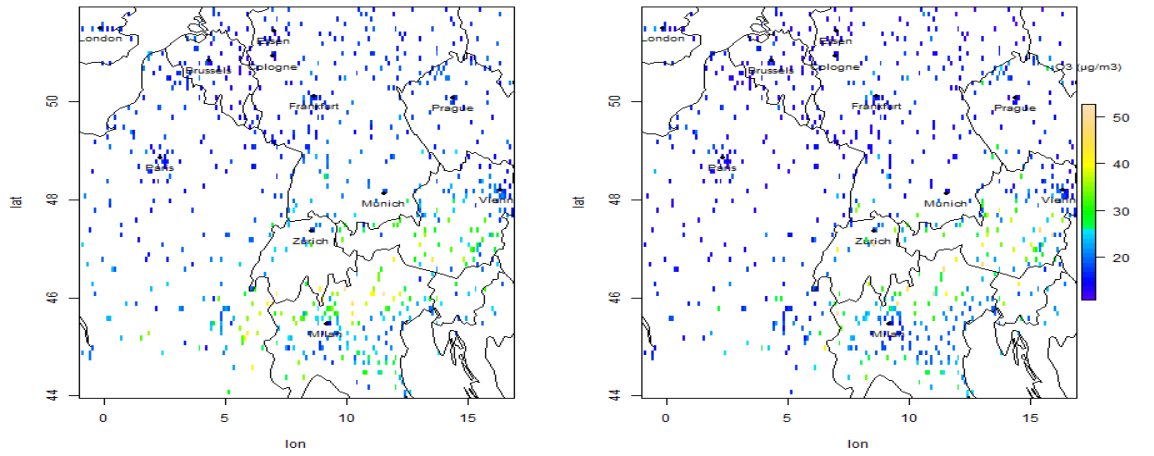 London
Essen
Brussels
Cologne
Frankfurt
Prague
Paris
Munich
Vienn
Zurich
Milan
lat
50
48
46
44
0
5
10
15
lon
London
Essen
Brussels
Cologne
O3 (µg/m3)
Frankfurt
Prague
Paris
Munich
Vienn
Zurich
Milan
lat
50
48
46
44
0
5
10
15
lon
50
40
30
20